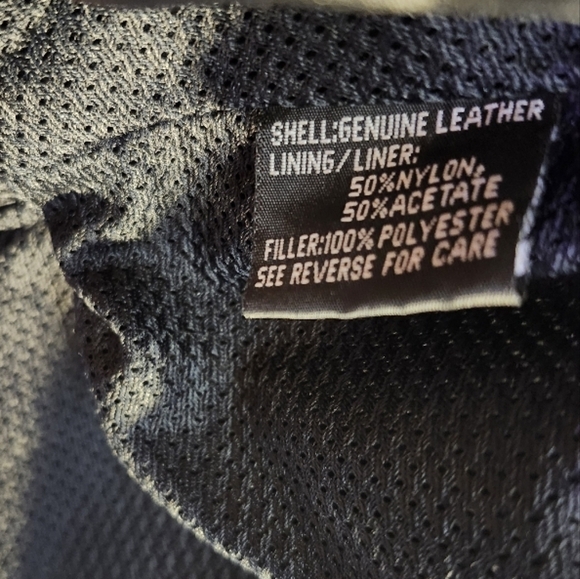 SHELL:GENUINE LEATHER
LINING/LINER:
50%NYLON,
50%ACETATE
FILLER:100% POLYESTER
SEE REVERSE FOR CARE